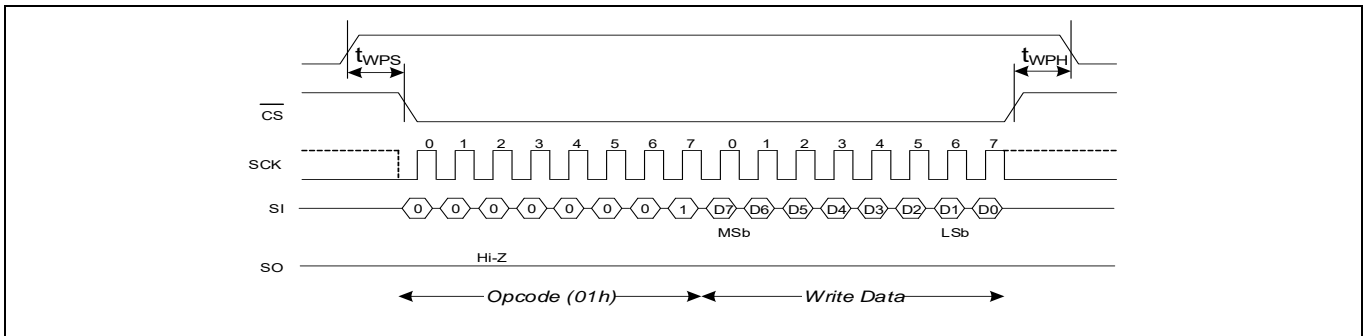 tWPS
tWPH
CS
0 1 2 3 4 5 6 7 0 1 2 3 4 5 6 7
SCK
SI 0 0 0 0 0 0 0 1 D7 D6 D5 D4 D3 D2 D1 D0
MSb LSb
Hi-Z
SO
Opcode (01h) Write Data